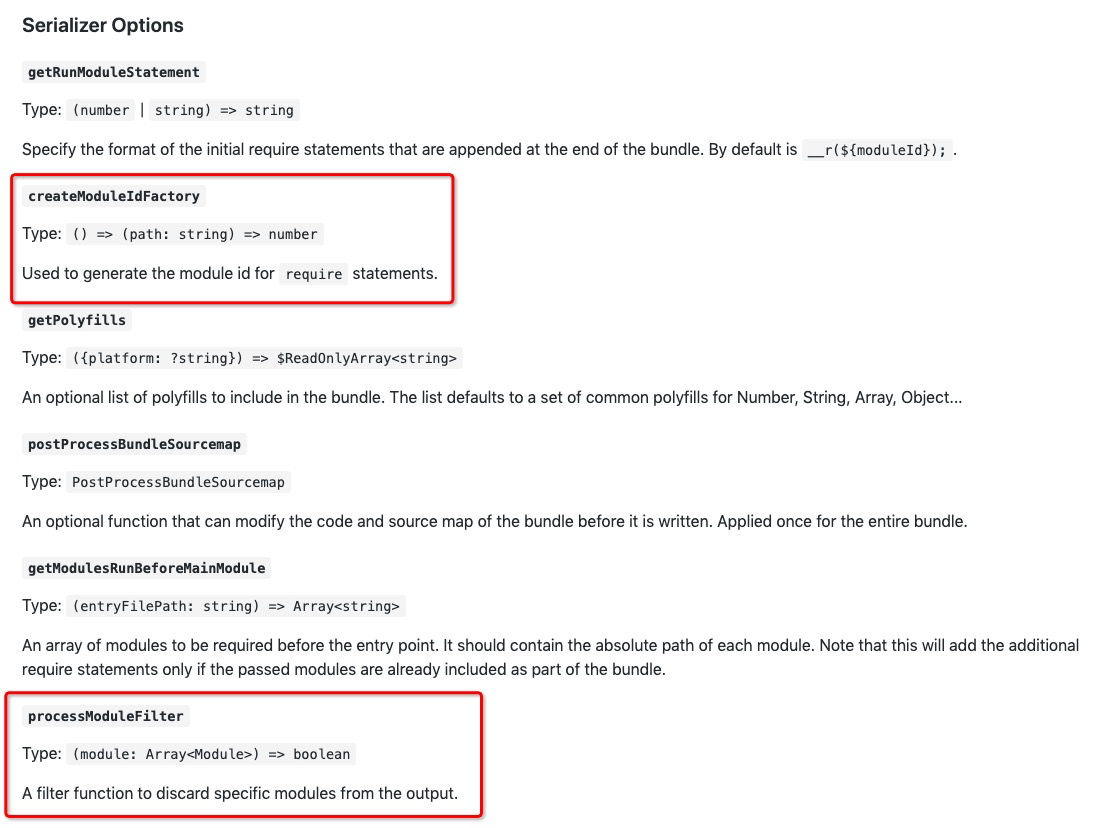 Serializer Options
getRunModuleStatement
Type: (number | string) => string
Specify the format of the initial require statements that are appended at the end of the bundle. By default is __r(${moduleId}); .
createModuleIdFactory
Type: () => (path: string) => number
Used to generate the module id for require statements.
getPolyfills
Type: ({platform: ?string}) => $ReadOnlyArray<string>
An optional list of polyfills to include in the bundle. The list defaults to a set of common polyfills for Number, String, Array, Object...
postProcessBundleSourcemap
Type: PostProcessBundleSourcemap
An optional function that can modify the code and source map of the bundle before it is written. Applied once for the entire bundle.
getModulesRunBeforeMainModule
Type: (entryFilePath: string) => Array<string>
An array of modules to be required before the entry point. It should contain the absolute path of each module. Note that this will add the additional
require statements only if the passed modules are already included as part of the bundle.
processModuleFilter
Type: (module: Array<Module>) => boolean
A filter function to discard specific modules from the output.